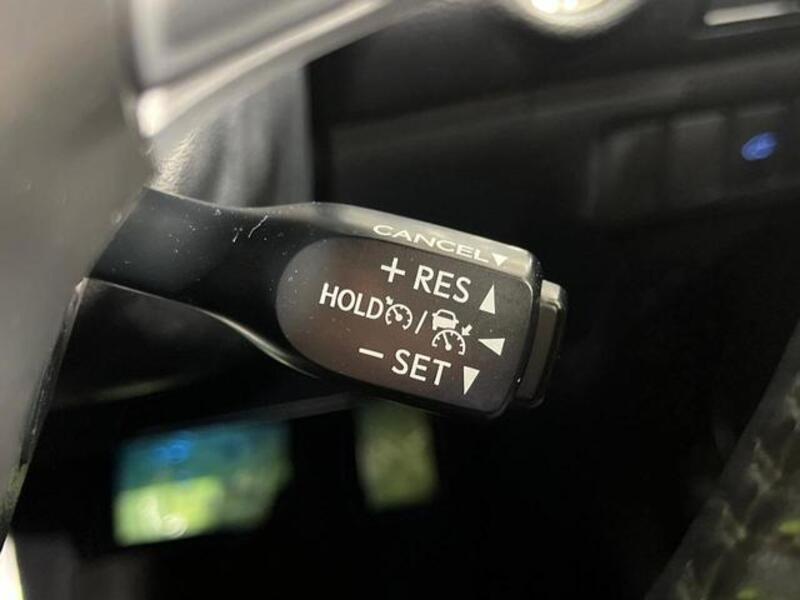 CANCEL▼
+ RES ▲
HOLD / ◀
− SET ▼